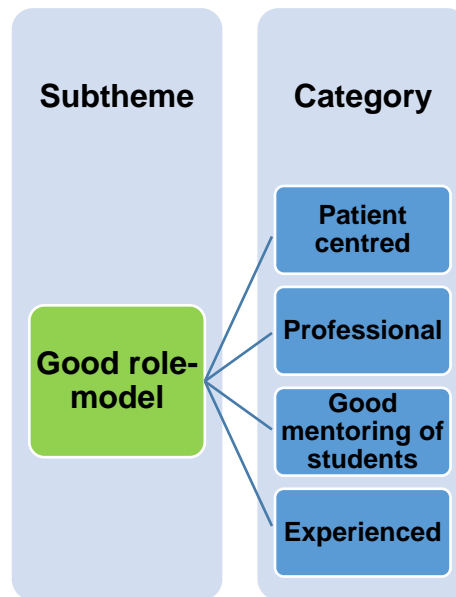 Subtheme
Category
Patient
centred
Professional
Good role-
model
Good
mentoring of
students
Experienced